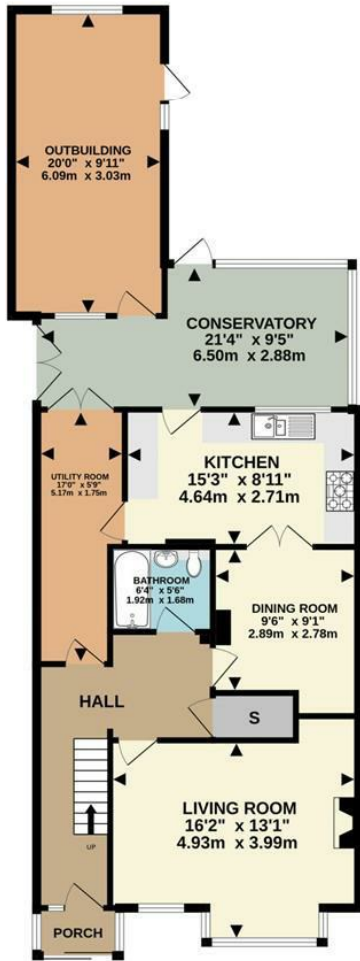 OUTBUILDING
20'0" x 9'11"
6.09m x 3.03m
CONSERVATORY
21'4" x 9'5"
6.50m x 2.88m
UTILITY ROOM
17'0" x 5'9"
5.17m x 1.75m
KITCHEN
15'3" x 8'11"
4.64m x 2.71m
BATHROOM
6'4" x 5'6"
1.92m x 1.68m
DINING ROOM
9'6" x 9'1"
2.89m x 2.78m
HALL
S
LIVING ROOM
16'2" x 13'1"
4.93m x 3.99m
UP
PORCH